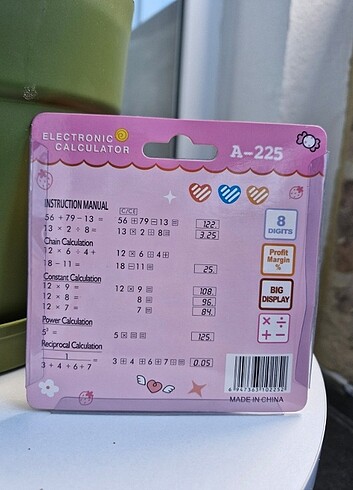 ELECTRONIC
CALCULATOR
A-225
INSTRUCTION MANUAL
C/CE
56 + 79 – 13 = 56 + 79 – 13 = 122.
13 × 2 ÷ 8 = 13 × 2 ÷ 8 = 3.25
Chain Calculation
12 × 6 ÷ 4 + 12 × 6 ÷ 4 +
18 – 11 = 18 – 11 = 25.
Constant Calculation
12 × 9 = 12 × 9 = 108.
12 × 8 = 8 = 96.
12 × 7 = 7 = 84.
Power Calculation
5³ = 5 × = = 125.
Reciprocal Calculation
1
3 + 4 + 6 + 7 = 3 + 4 + 6 + 7 ÷ = = 0.05
8
DIGITS
Profit
Margin
%
BIG
DISPLAY
× ÷
+ –
6 947363 102252
MADE IN CHINA